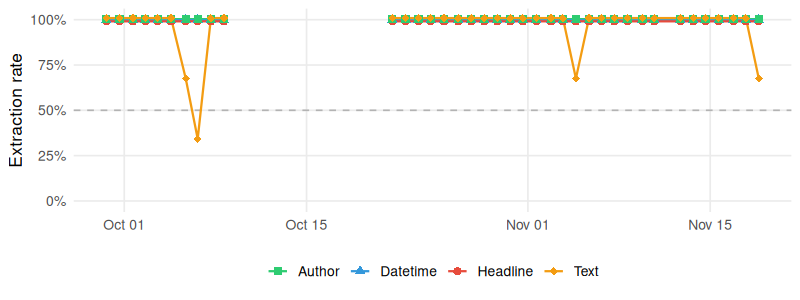 Extraction rate
100%
75%
50%
25%
0%
Oct 01 Oct 15 Nov 01 Nov 15
Author Datetime Headline Text